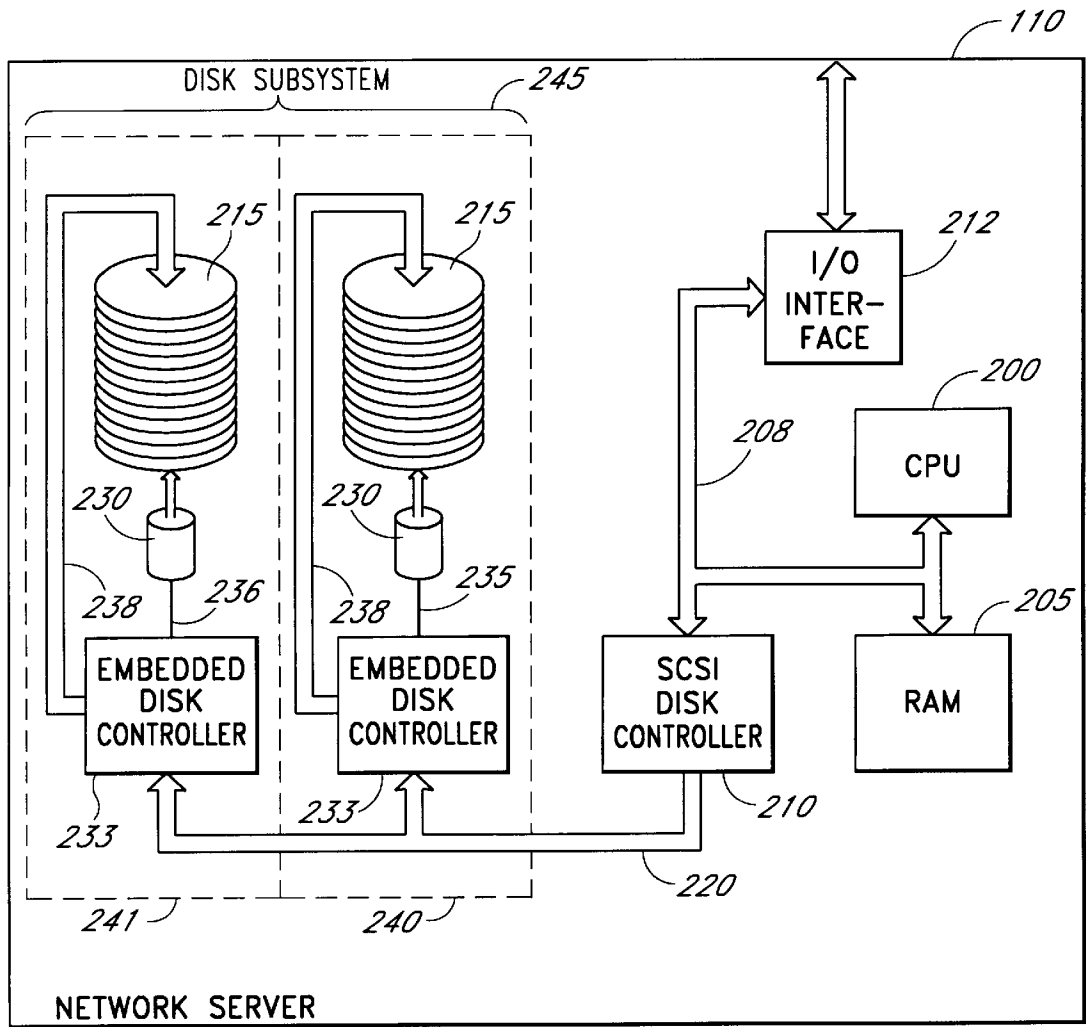 110
DISK SUBSYSTEM
245
215
215
212
I/O
INTER-
FACE
200
CPU
208
230
230
238
236
238
235
205
RAM
EMBEDDED
DISK
CONTROLLER
EMBEDDED
DISK
CONTROLLER
SCSI
DISK
CONTROLLER
233
233
210
220
241
240
NETWORK SERVER